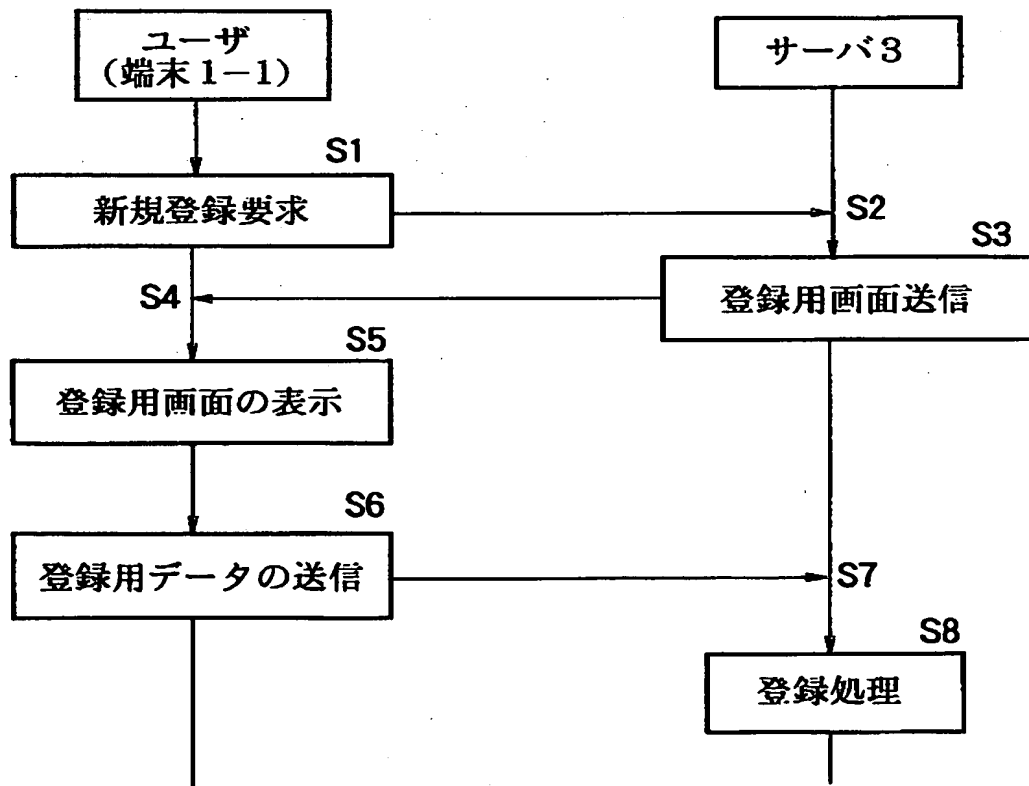 ユーザ
(端末1-1)
サーバ3
S1
新規登録要求
S2
S3
登録用画面送信
S4
S5
登録用画面の表示
S6
登録用データの送信
S7
S8
登録処理